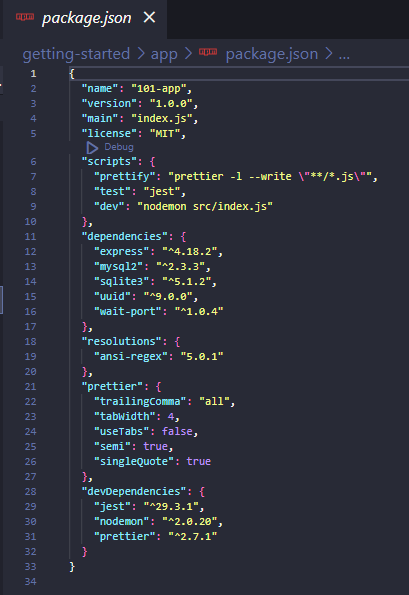 package.json
getting-started > app > package.json > ...
1 {
2 "name": "101-app",
3 "version": "1.0.0",
4 "main": "index.js",
5 "license": "MIT",
Debug
6 "scripts": {
7 "prettify": "prettier -l --write \"**/*.js\"",
8 "test": "jest",
9 "dev": "nodemon src/index.js"
10 },
11 "dependencies": {
12 "express": "^4.18.2",
13 "mysql2": "^2.3.3",
14 "sqlite3": "^5.1.2",
15 "uuid": "^9.0.0",
16 "wait-port": "^1.0.4"
17 },
18 "resolutions": {
19 "ansi-regex": "5.0.1"
20 },
21 "prettier": {
22 "trailingComma": "all",
23 "tabWidth": 4,
24 "useTabs": false,
25 "semi": true,
26 "singleQuote": true
27 },
28 "devDependencies": {
29 "jest": "^29.3.1",
30 "nodemon": "^2.0.20",
31 "prettier": "^2.7.1"
32 }
33 }
34